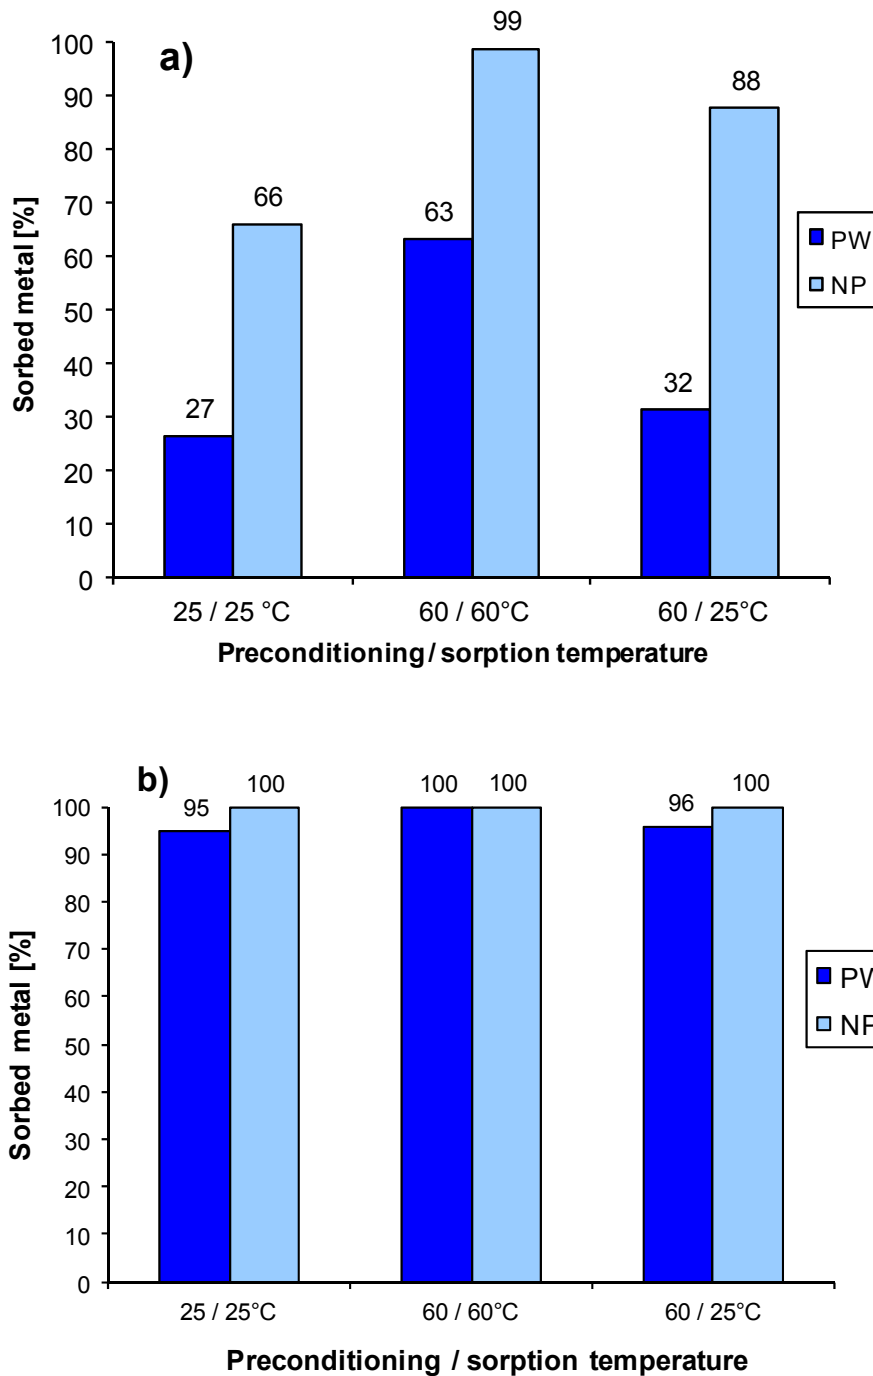 a)
99
100
90
88
80
70
66
63
60
50
40
32
30
27
20
10
0
Sorbed metal [%]
PW
NP
25 / 25 °C
60 / 60°C
60 / 25°C
Preconditioning / sorption temperature
b)
95
100
100
100
96
100
100
90
80
70
60
50
40
30
20
10
0
Sorbed metal [%]
PW
NP
25 / 25°C
60 / 60°C
60 / 25°C
Preconditioning / sorption temperature